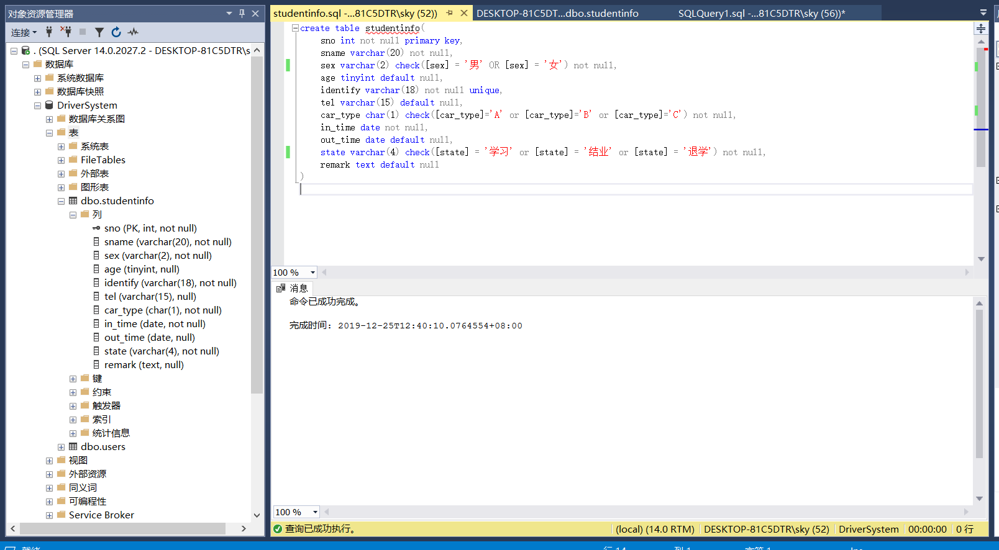 对象资源管理器
连接
. (SQL Server 14.0.2027.2 - DESKTOP-81C5DTR\s
数据库
系统数据库
数据库快照
DriverSystem
数据库关系图
表
系统表
FileTables
外部表
图形表
dbo.studentinfo
列
sno (PK, int, not null)
sname (varchar(20), not null)
sex (varchar(2), not null)
age (tinyint, null)
identify (varchar(18), not null)
tel (varchar(15), null)
car_type (char(1), not null)
in_time (date, not null)
out_time (date, null)
state (varchar(4), not null)
remark (text, null)
键
约束
触发器
索引
统计信息
dbo.users
视图
外部资源
同义词
可编程性
Service Broker
studentinfo.sql -...81C5DTR\sky (52))
DESKTOP-81C5DT...dbo.studentinfo
SQLQuery1.sql -...81C5DTR\sky (56))*
create table studentinfo(
sno int not null primary key,
sname varchar(20) not null,
sex varchar(2) check([sex] = '男' OR [sex] = '女') not null,
age tinyint default null,
identify varchar(18) not null unique,
tel varchar(15) default null,
car_type char(1) check([car_type]='A' or [car_type]='B' or [car_type]='C') not null,
in_time date not null,
out_time date default null,
state varchar(4) check([state] = '学习' or [state] = '结业' or [state] = '退学') not null,
remark text default null
)
100 %
消息
命令已成功完成。
完成时间: 2019-12-25T12:40:10.0764554+08:00
100 %
查询已成功执行。
(local) (14.0 RTM)
DESKTOP-81C5DTR\sky (52)
DriverSystem
00:00:00
0 行